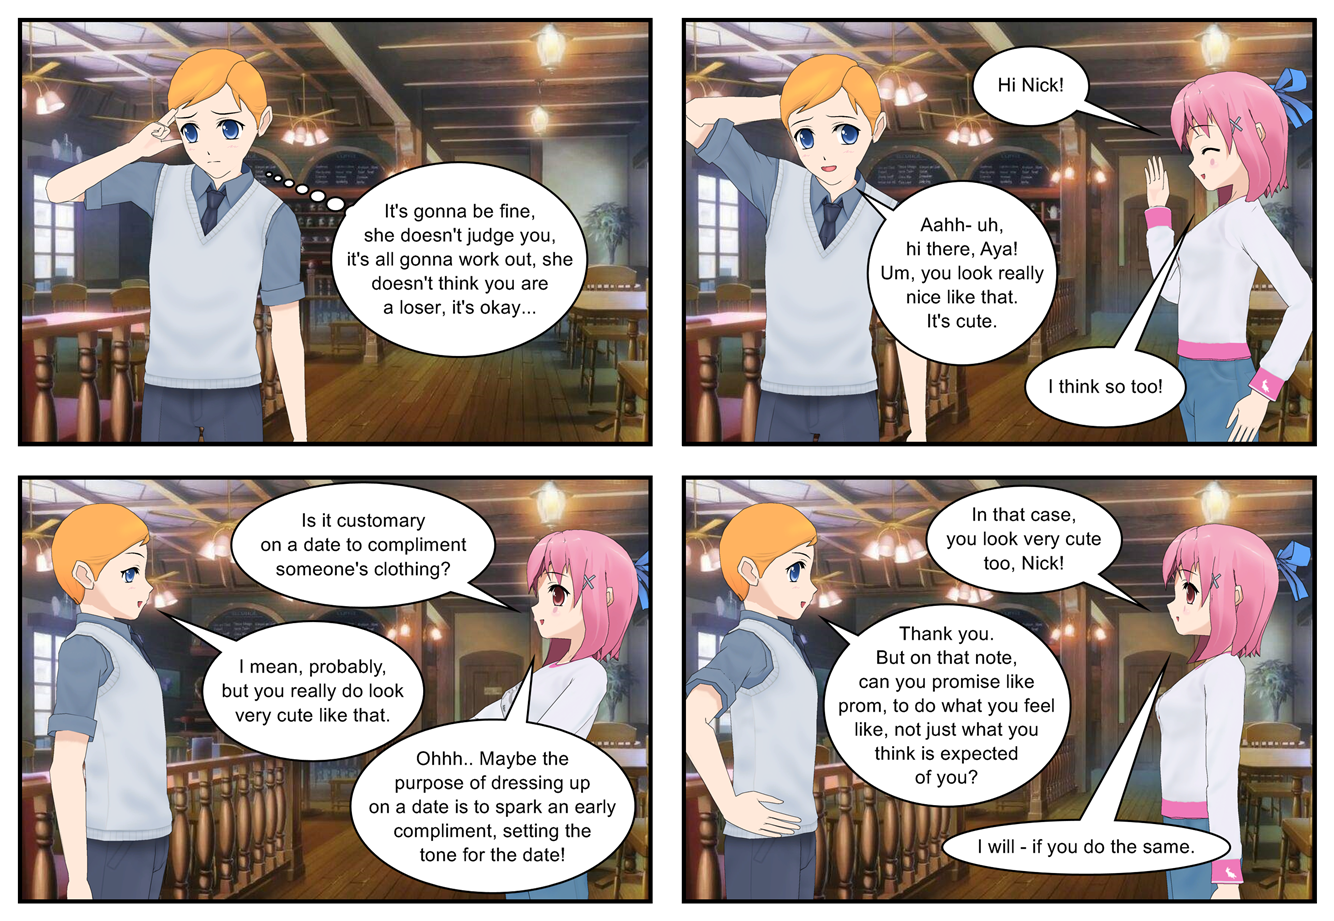 It's gonna be fine,
she doesn't judge you,
it's all gonna work out, she
doesn't think you are
a loser, it's okay...
Hi Nick!
Aahh- uh,
hi there, Aya!
Um, you look really
nice like that.
It's cute.
I think so too!
Is it customary
on a date to compliment
someone's clothing?
I mean, probably,
but you really do look
very cute like that.
Ohhh.. Maybe the
purpose of dressing up
on a date is to spark an early
compliment, setting the
tone for the date!
In that case,
you look very cute
too, Nick!
Thank you.
But on that note,
can you promise like
prom, to do what you feel
like, not just what you
think is expected
of you?
I will - if you do the same.